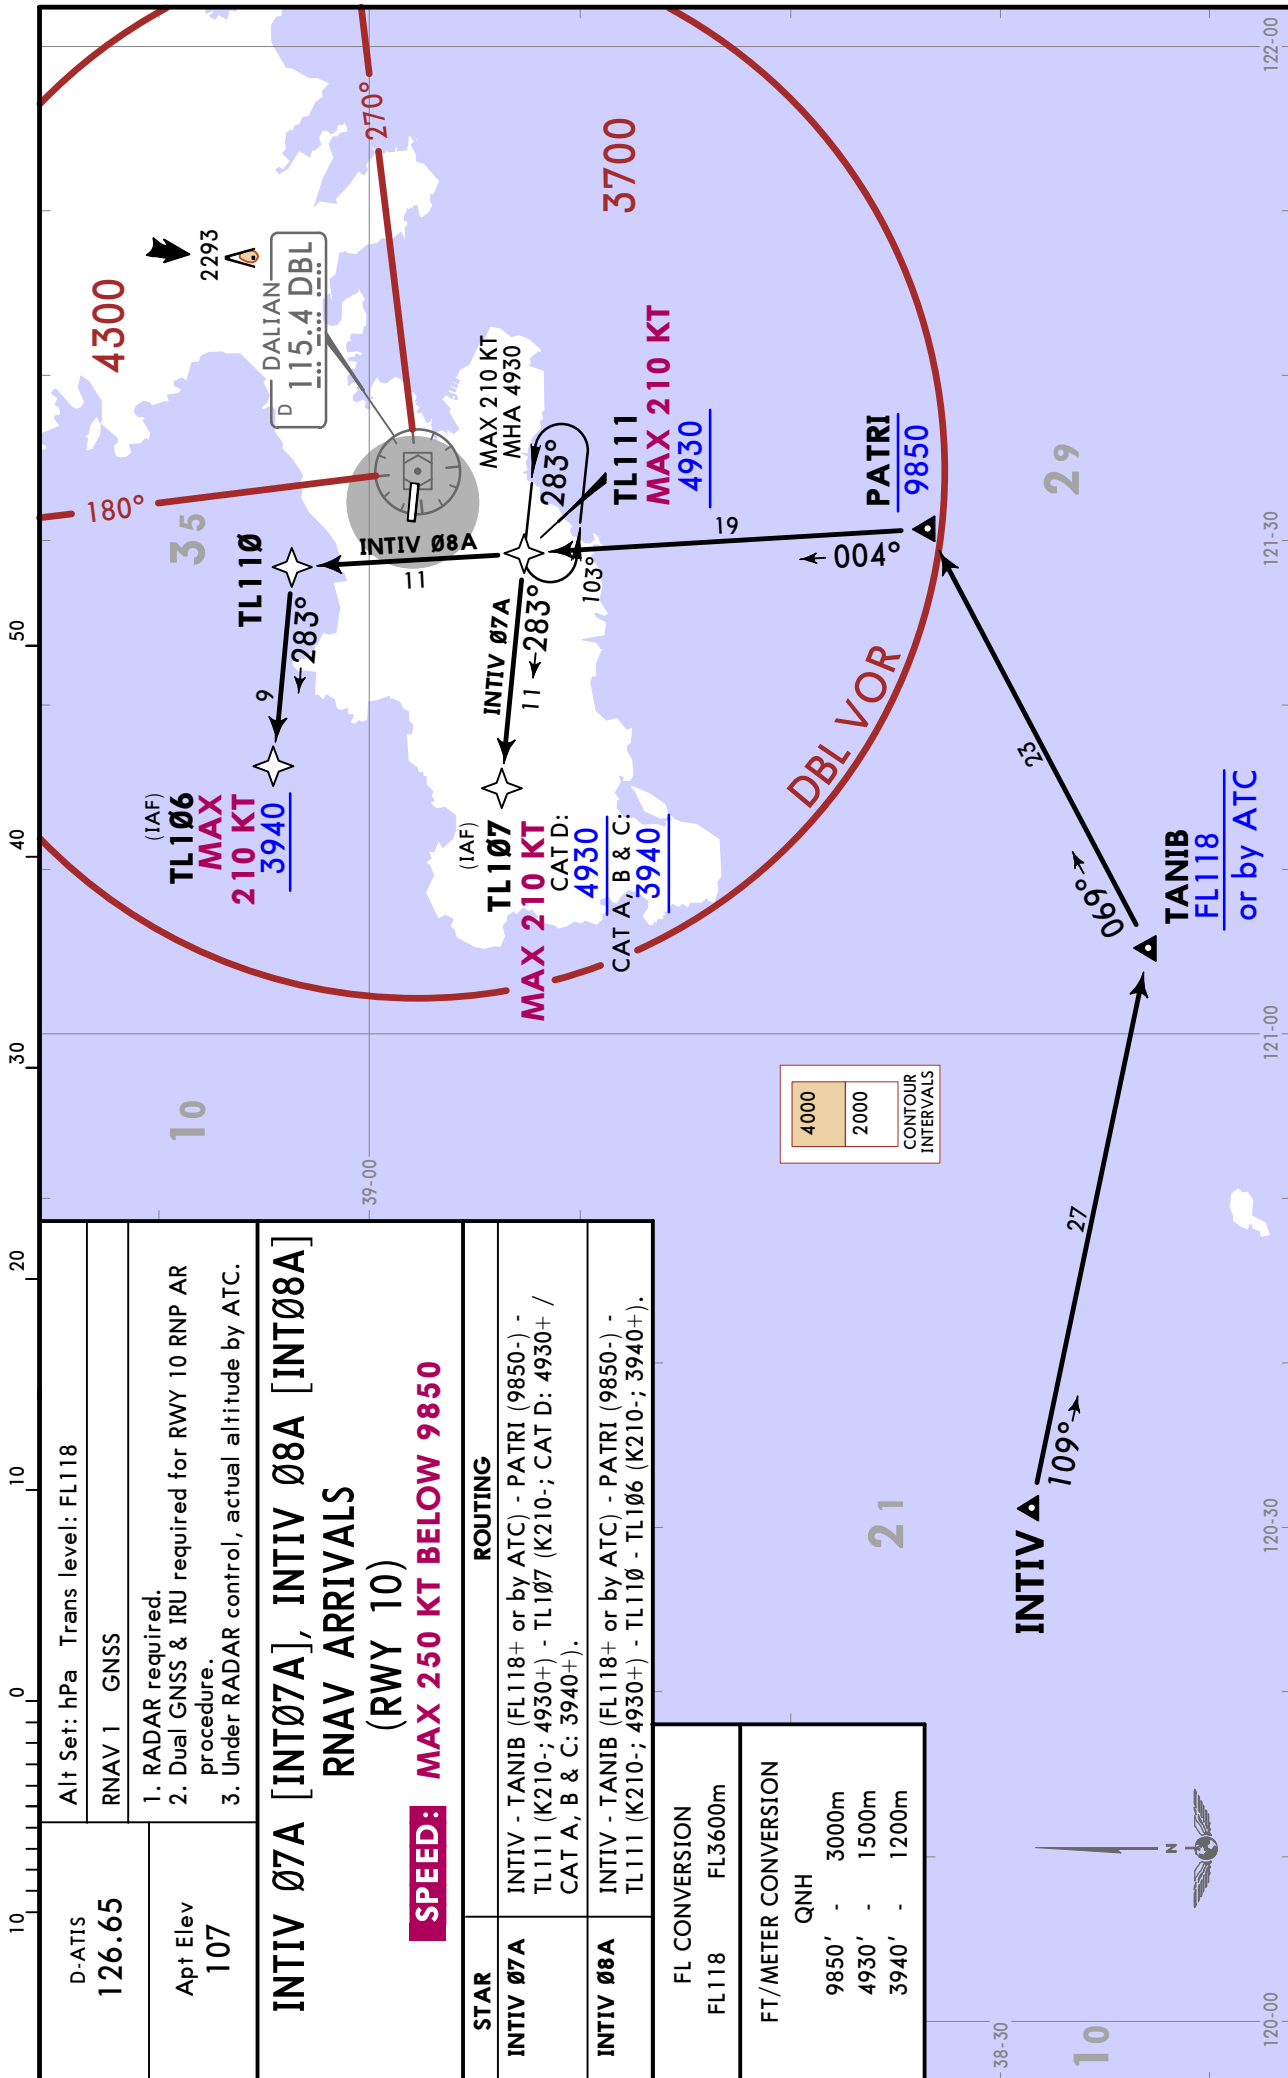 10 0 10 20 30 40 50
D-ATIS
126.65
Apt Elev
107
Alt Set: hPa Trans level: FL118
RNAV 1 GNSS
1. RADAR required.
2. Dual GNSS & IRU required for RWY 10 RNP AR
procedure.
3. Under RADAR control, actual altitude by ATC.
INTIV Ø7A [INTØ7A], INTIV Ø8A [INTØ8A]
RNAV ARRIVALS
(RWY 10)
SPEED: MAX 250 KT BELOW 9850
STAR ROUTING
INTIV Ø7A
INTIV - TANIB (FL118+ or by ATC) - PATRI (9850-) -
TL111 (K210-; 4930+) - TL1Ø7 (K210-; CAT D: 4930+ /
CAT A, B & C: 3940+).
INTIV Ø8A
INTIV - TANIB (FL118+ or by ATC) - PATRI (9850-) -
TL111 (K210-; 4930+) - TL11Ø - TL1Ø6 (K210-; 3940+).
FL CONVERSION
FL118 FL3600m
FT/METER CONVERSION
QNH
9850' - 3000m
4930' - 1500m
3940' - 1200m
10
35
4300
2293
180°
270°
D DALIAN
115.4 DBL
(IAF)
TL1Ø6
MAX
210 KT
3940
9
←283°
TL11Ø
INTIV Ø8A
11
39-00
(IAF)
TL1Ø7
MAX 210 KT
CAT D:
4930
CAT A, B & C:
3940
INTIV Ø7A
11 ←283°
MAX 210 KT
MHA 4930
283°
103°
TL111
MAX 210 KT
4930
3700
19
004°→
PATRI
9850
DBL VOR
29
4000
2000
CONTOUR
INTERVALS
21
23
069°→
TANIB
FL118
or by ATC
27
109°→
INTIV
N
38-30
10
120-00
120-30
121-00
121-30
122-00